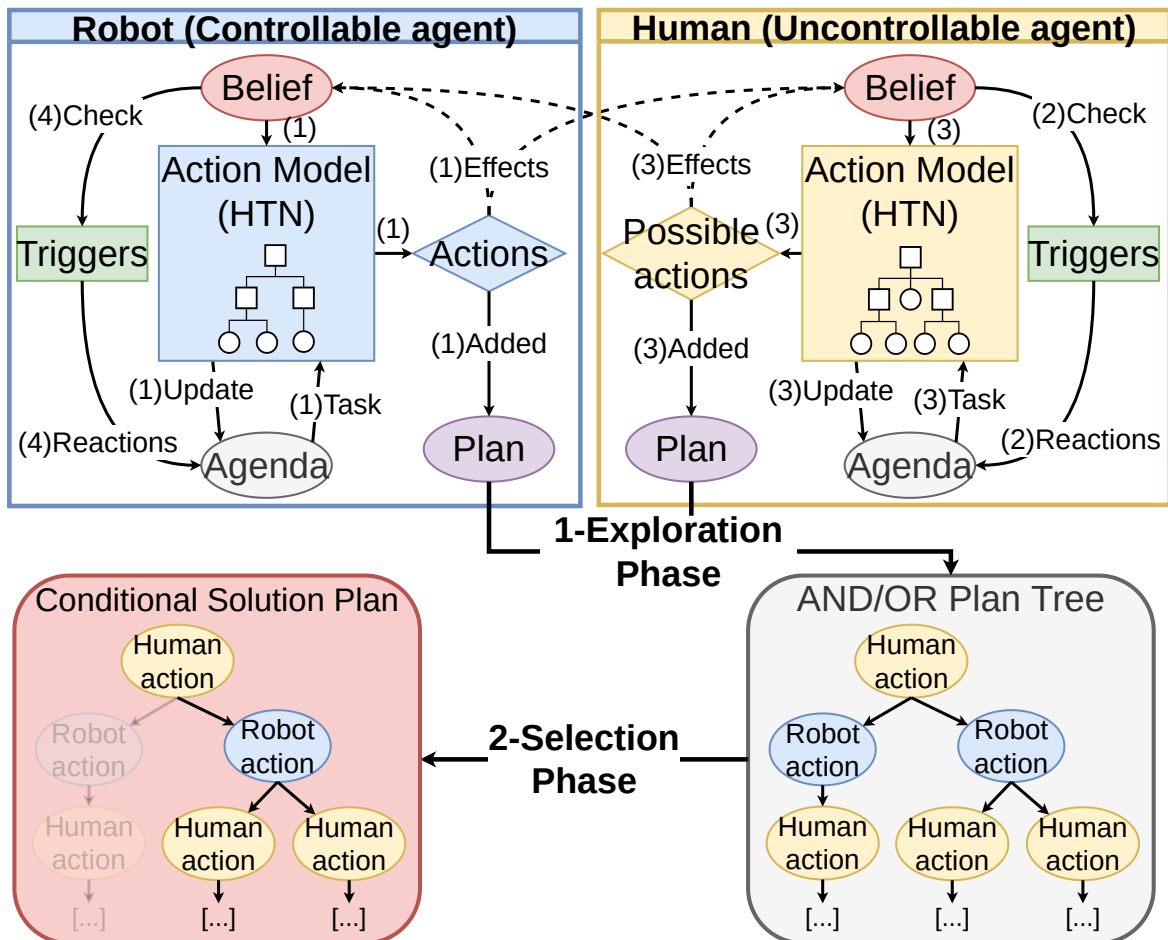 Robot (Controllable agent)
Belief
(4)Check
(1)
Action Model
(HTN)
(1)Effects
Triggers
(1)
Actions
(1)Added
(1)Update
(1)Task
(4)Reactions
Agenda
Plan
Human (Uncontrollable agent)
Belief
(3)
(2)Check
(3)Effects
Action Model
(HTN)
Possible
actions
(3)
Triggers
(3)Added
(3)Update
(3)Task
(2)Reactions
Plan
Agenda
1-Exploration
Phase
Conditional Solution Plan
Human
action
Robot
action
Robot
action
Human
action
Human
action
Human
action
[...]
[...]
[...]
2-Selection
Phase
AND/OR Plan Tree
Human
action
Robot
action
Robot
action
Human
action
Human
action
Human
action
[...]
[...]
[...]